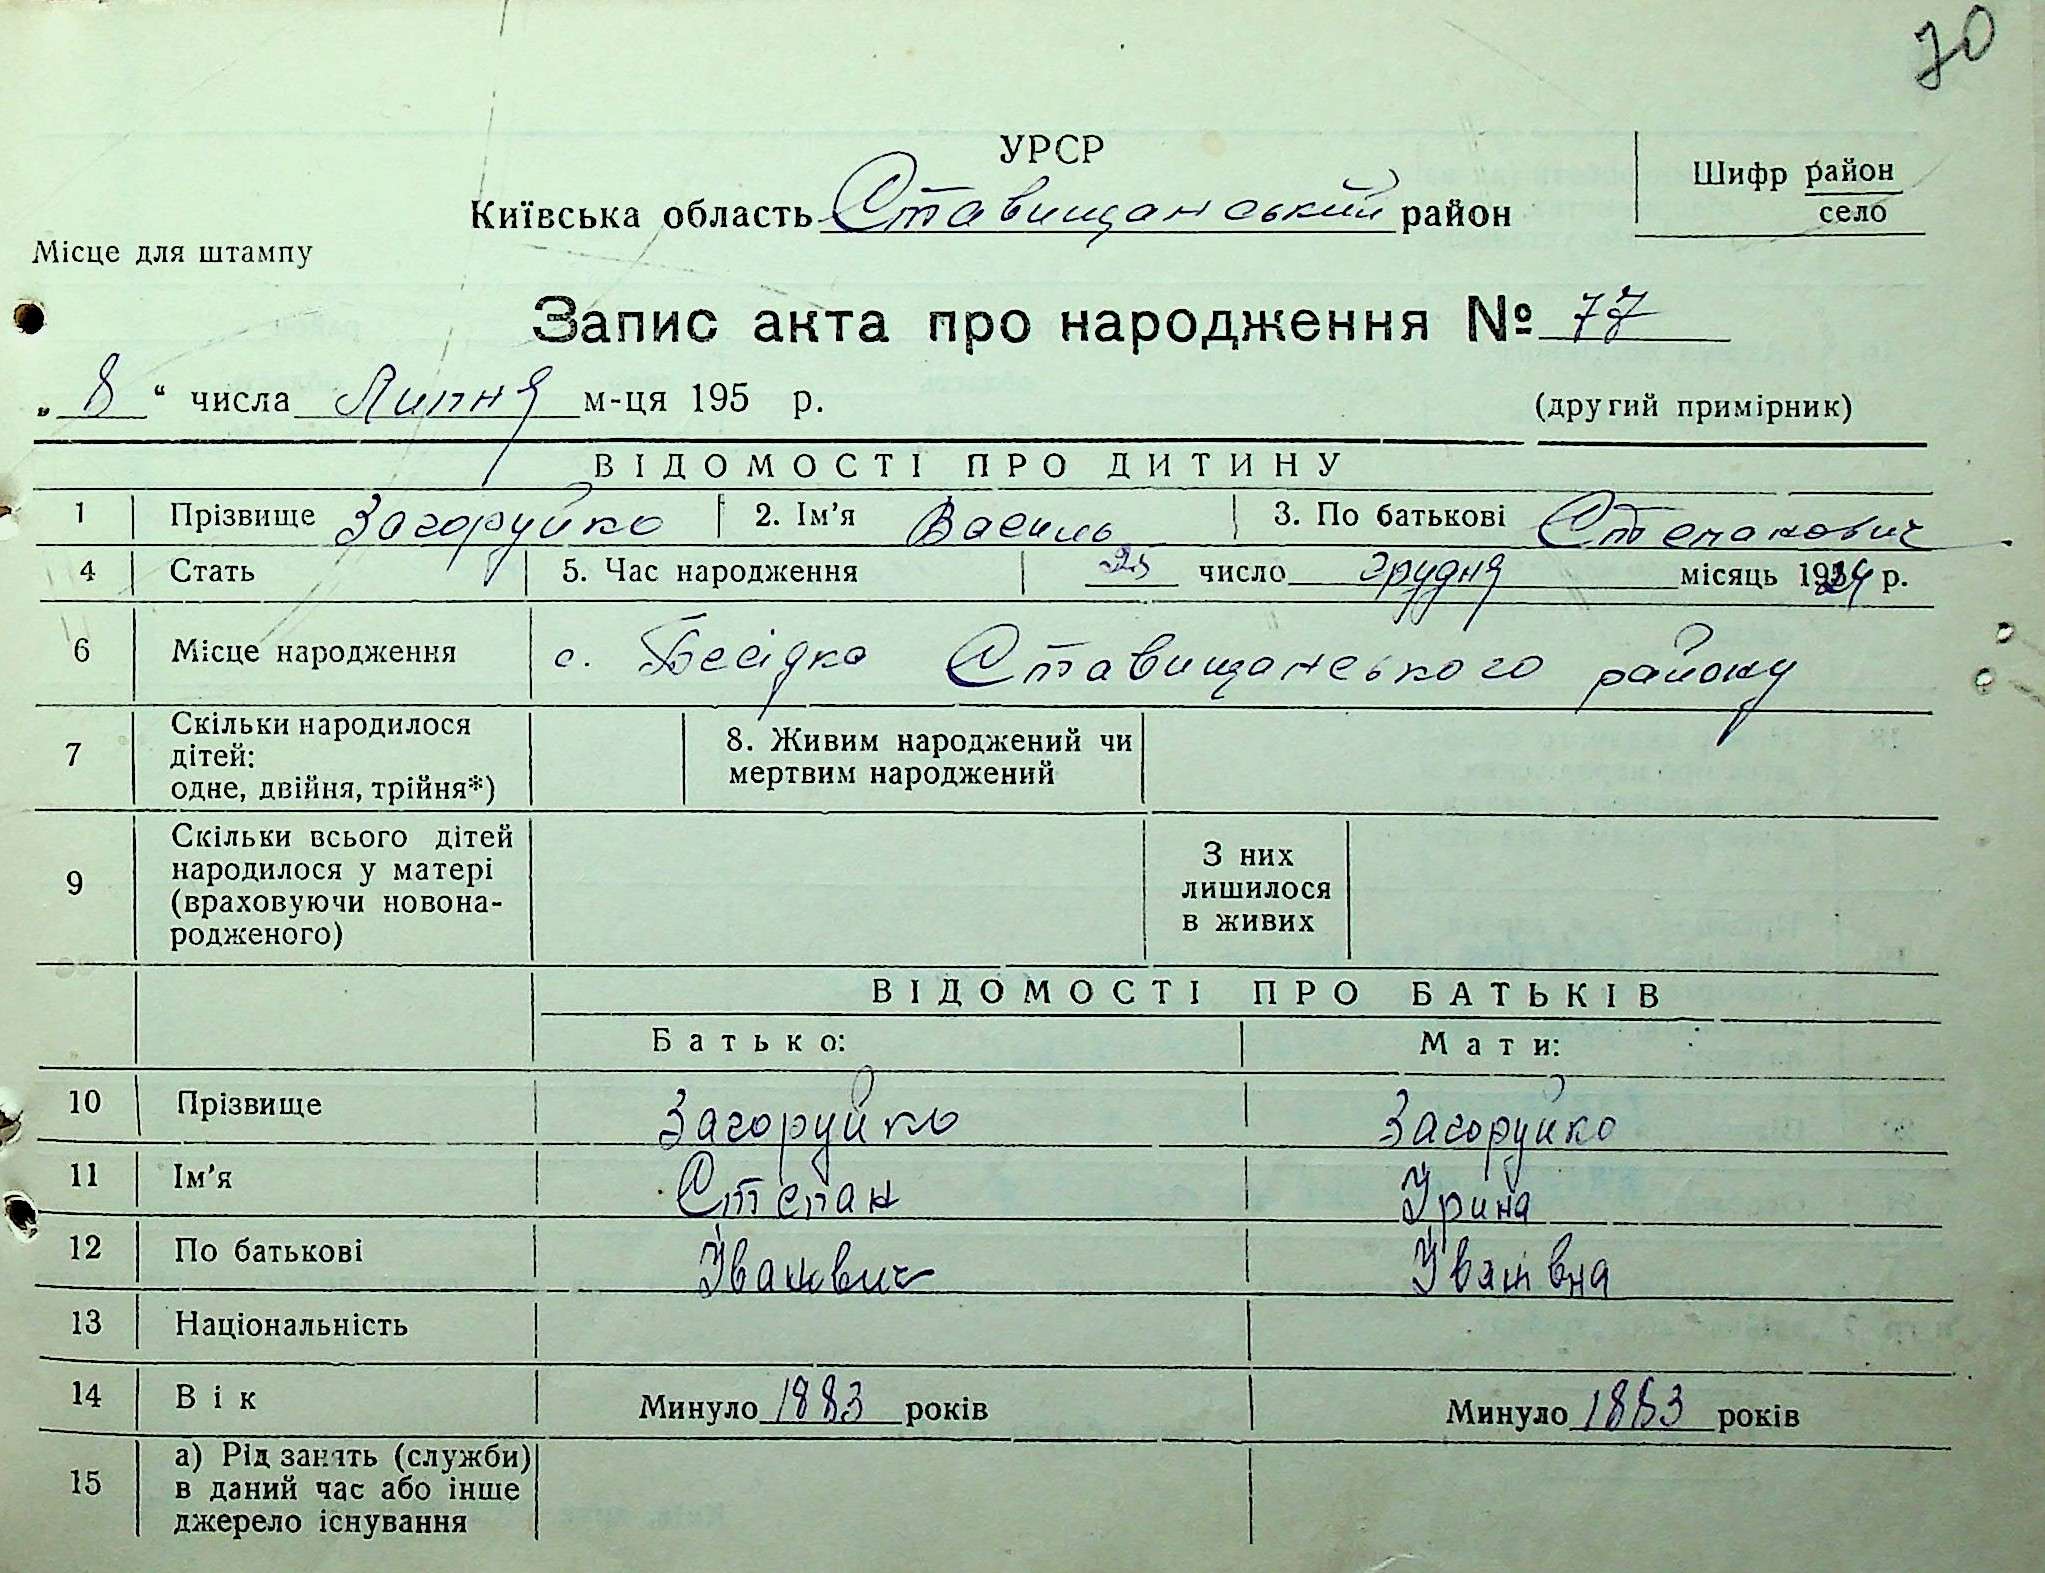 70
УРСР
Київська область Ставищанський район
Шифр район
село
Місце для штампу
Запис акта про народження № 77
„ 8 “ числа Липня м-ця 195 р.
(другий примірник)
ВІДОМОСТІ ПРО ДИТИНУ
1 Прізвище Загоруйко 2. Ім’я Василь 3. По батькові Степанович
4 Стать 5. Час народження 25 число грудня місяць 1924 р.
6 Місце народження с. Бесідка Ставищанського району
7 Скільки народилося
дітей:
одне, двійня, трійня*)
8. Живим народжений чи
мертвим народжений
9 Скільки всього дітей
народилося у матері
(враховуючи новона-
родженого)
З них
лишилося
в живих
ВІДОМОСТІ ПРО БАТЬКІВ
Батько: Мати:
10 Прізвище Загоруйко Загоруйко
11 Ім’я Степан Ірина
12 По батькові Іванович Іванівна
13 Національність
14 Вік Минуло 1883 років Минуло 1883 років
15 а) Рід занять (служби)
в даний час або інше
джерело існування